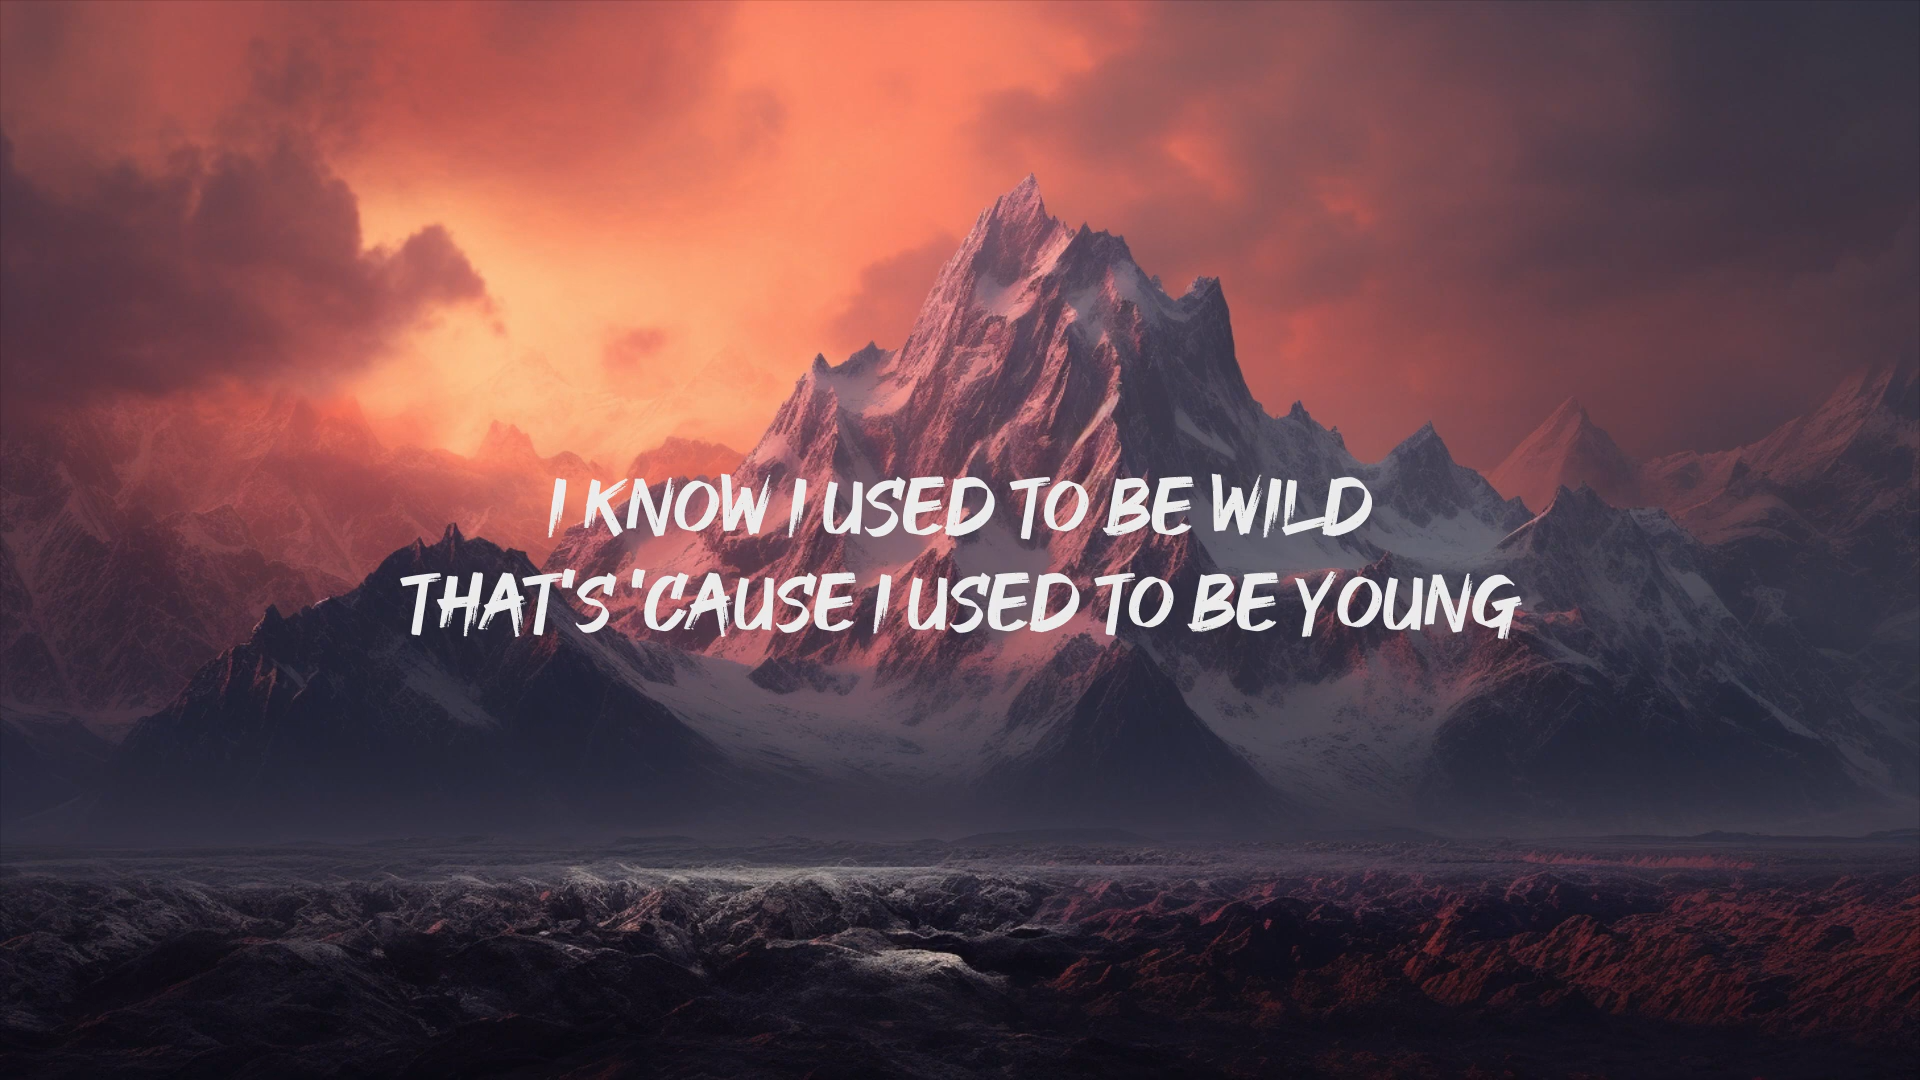 I KNOW I USED TO BE WILD
THAT'S 'CAUSE I USED TO BE YOUNG